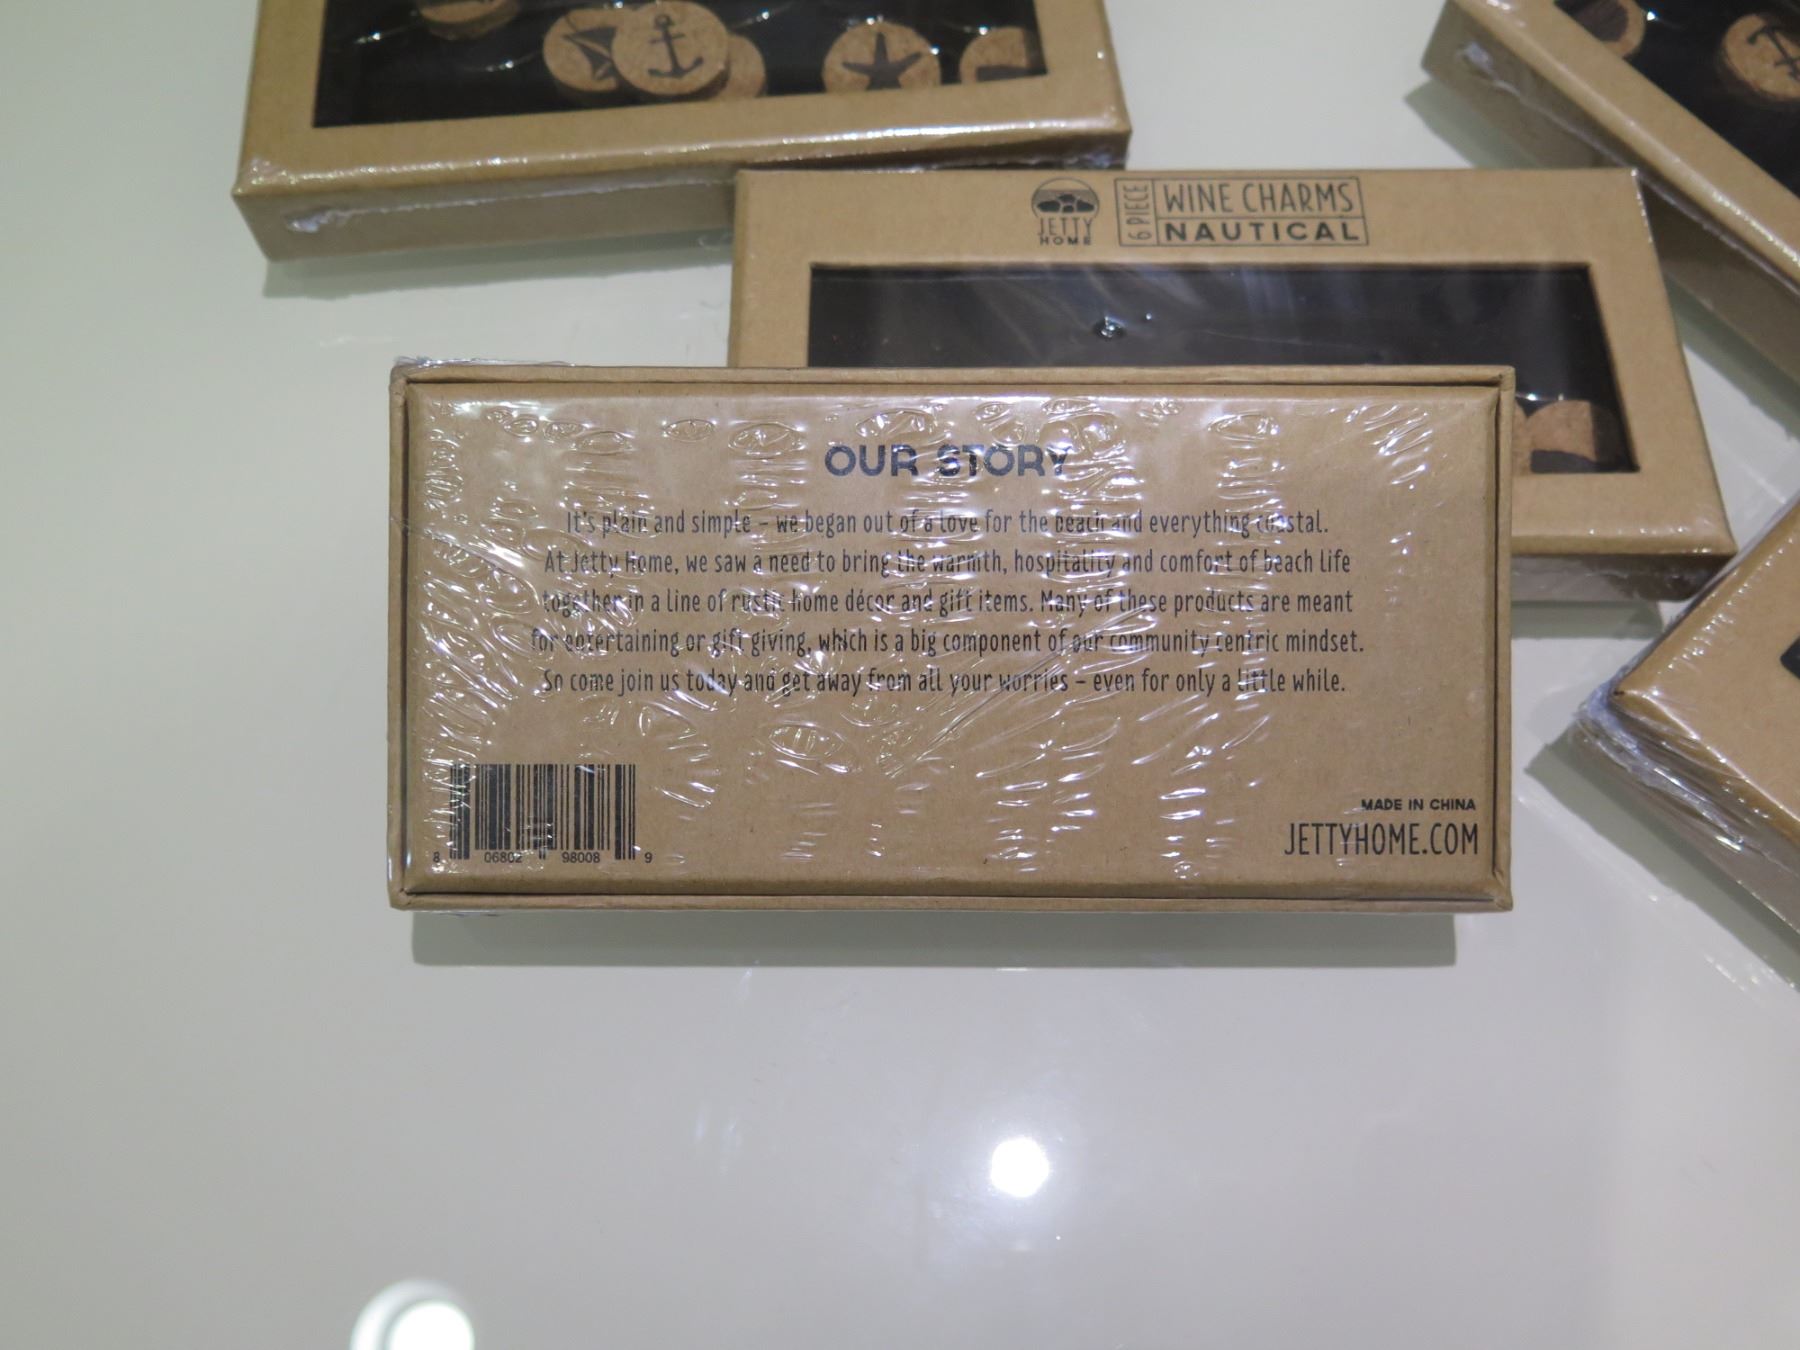 JETTY
HOME
6 PIECE
WINE CHARMS
NAUTICAL
OUR STORY
It's plain and simple – we began out of a love for the beach and everything coastal.
At Jetty Home, we saw a need to bring the warmth, hospitality and comfort of beach life
together in a line of rustic home décor and gift items. Many of these products are meant
for entertaining or gift giving, which is a big component of our community centric mindset.
So come join us today and get away from all your worries – even for only a little while.
MADE IN CHINA
JETTYHOME.COM
8 06802 98008 9